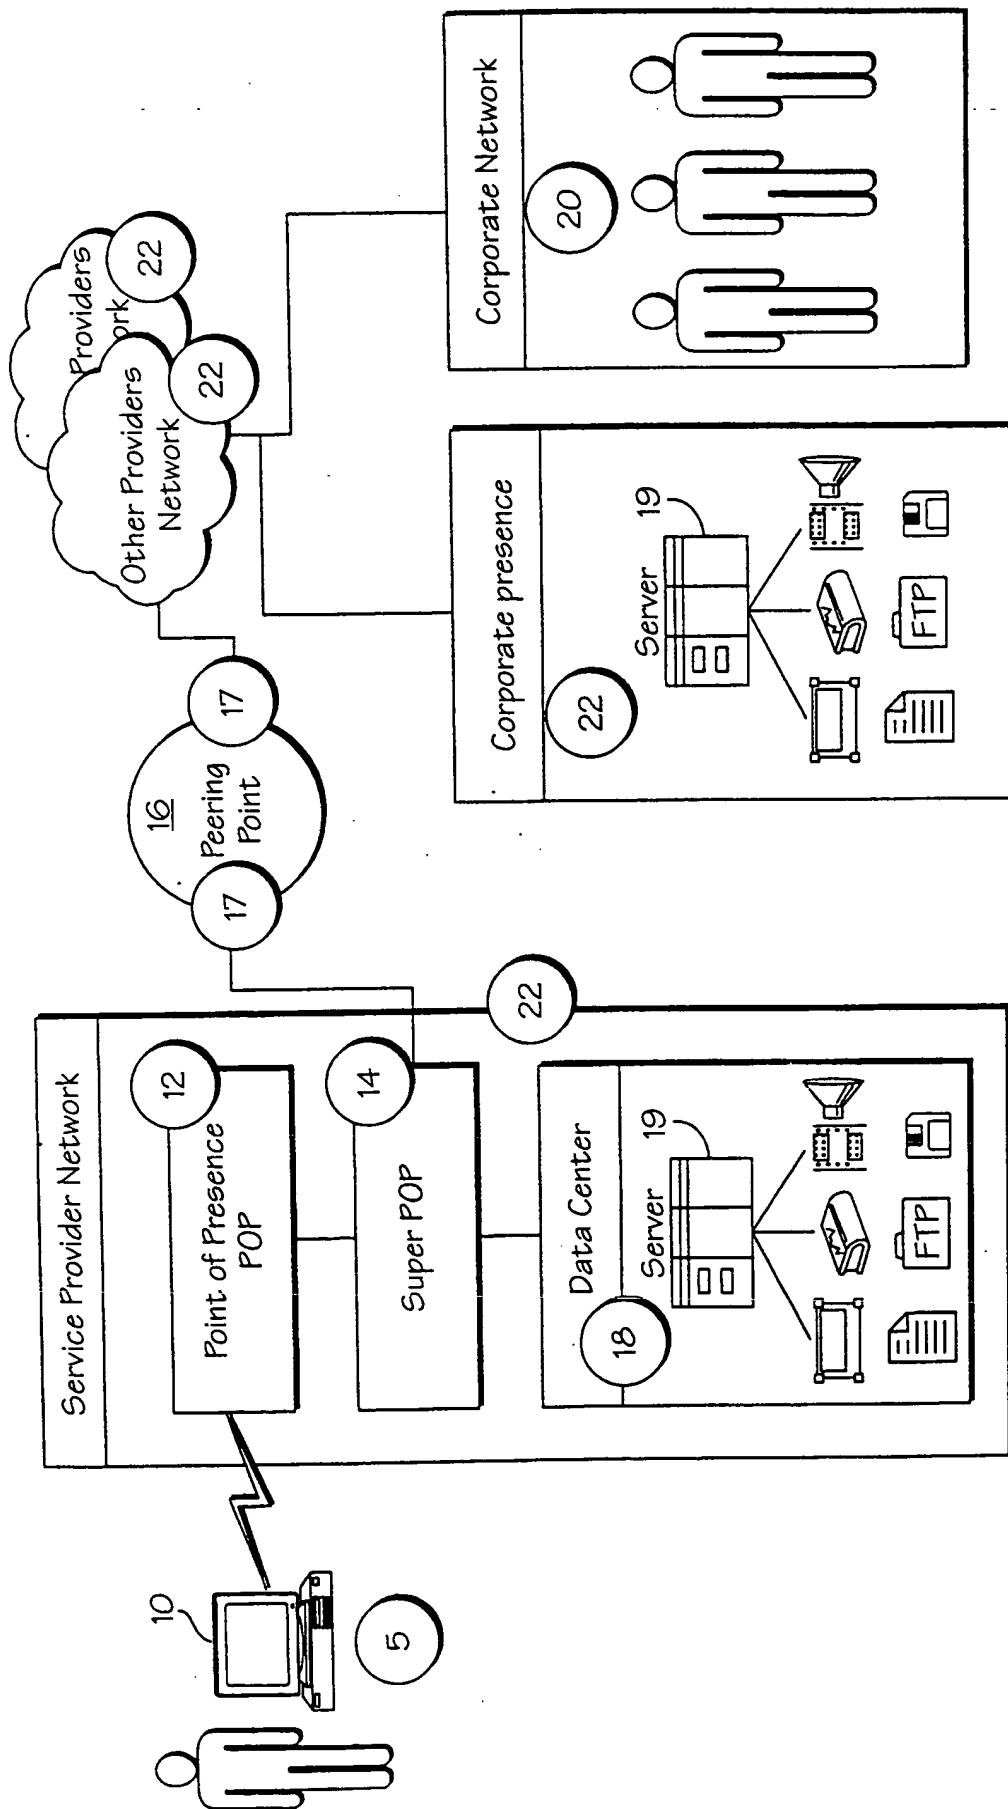 10
5
Service Provider Network
12
Point of Presence
POP
14
Super POP
Data Center
18
Server
19
FTP
22
16
Peering
Point
17
17
Other Providers
Network
22
Providers
ork
22
Corporate presence
22
Server
19
FTP
Corporate Network
20